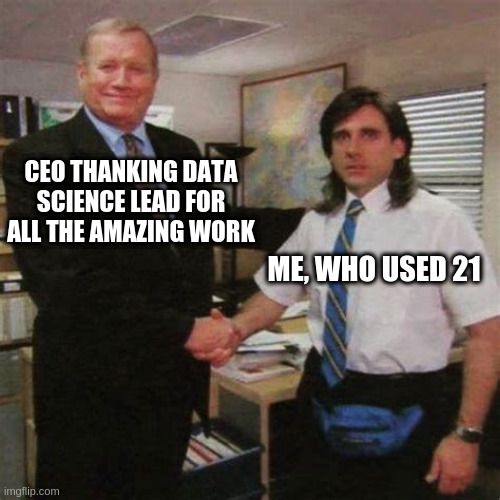 CEO THANKING DATA
SCIENCE LEAD FOR
ALL THE AMAZING WORK
ME, WHO USED 21
imgflip.com